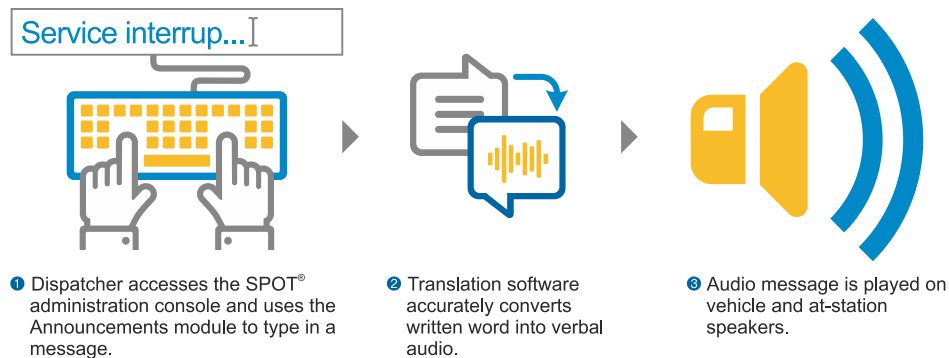 Service interrup...
❶ Dispatcher accesses the SPOT®
administration console and uses the
Announcements module to type in a
message.
❷ Translation software
accurately converts
written word into verbal
audio.
❸ Audio message is played on
vehicle and at-station
speakers.